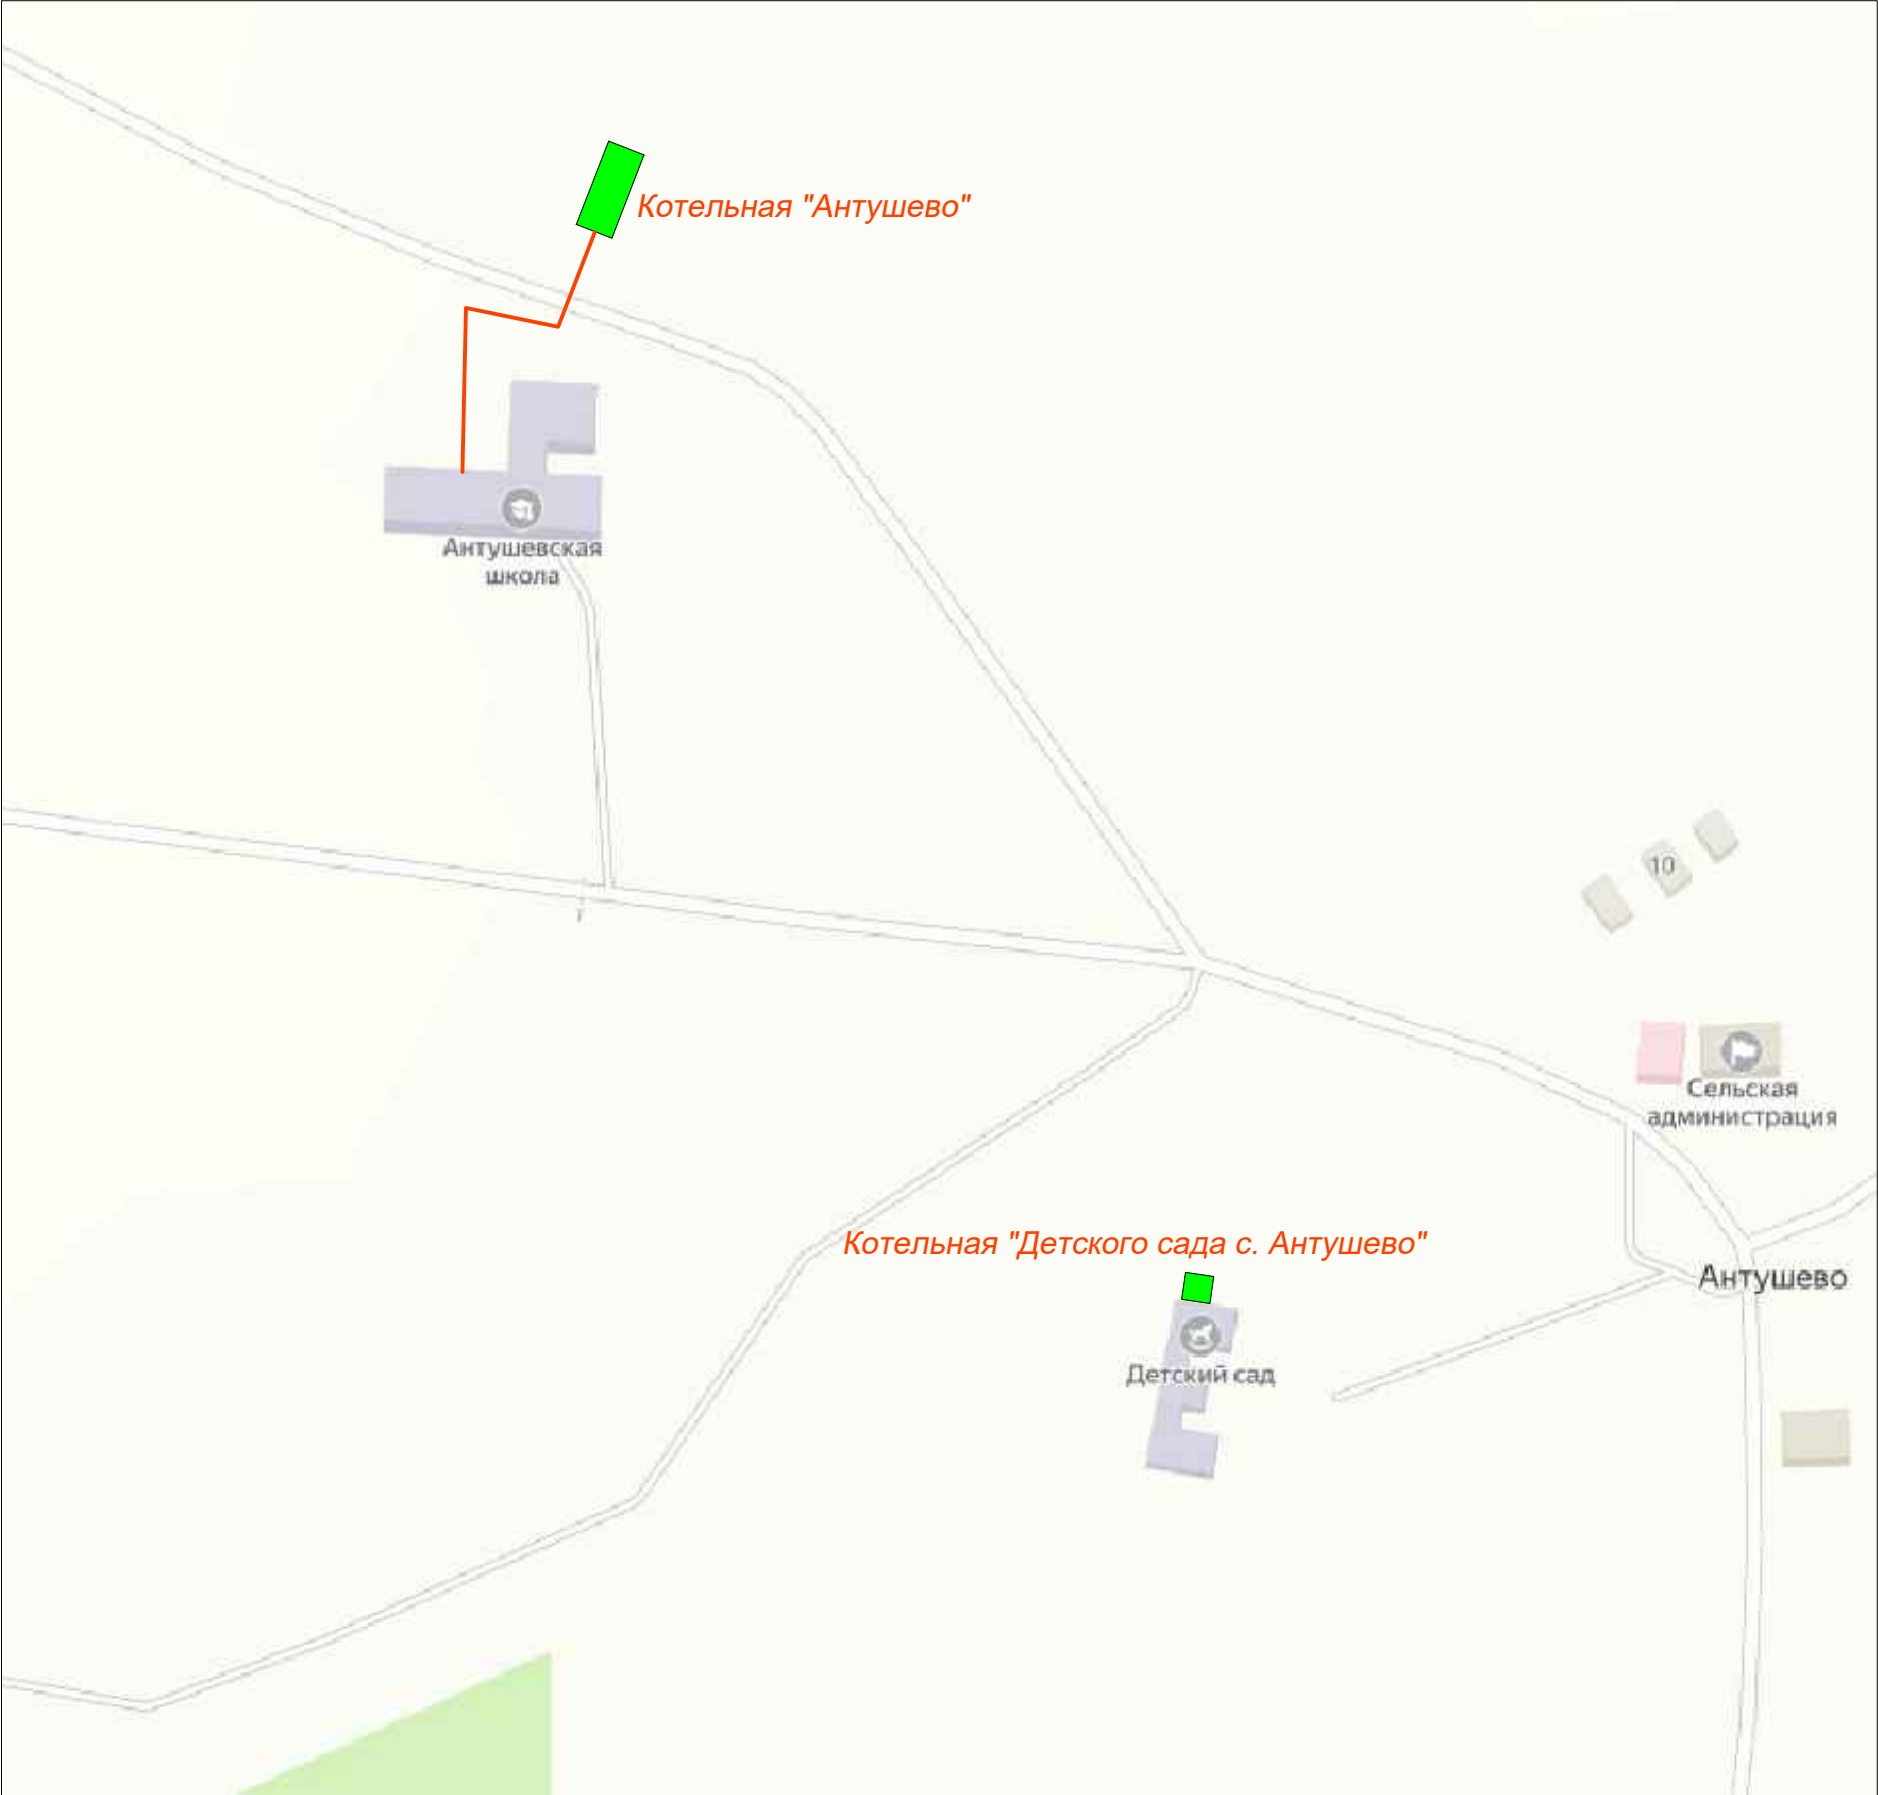 Котельная "Антушево"
Антушевская
школа
10
Сельская
администрация
Котельная "Детского сада с. Антушево"
Антушево
Детский сад